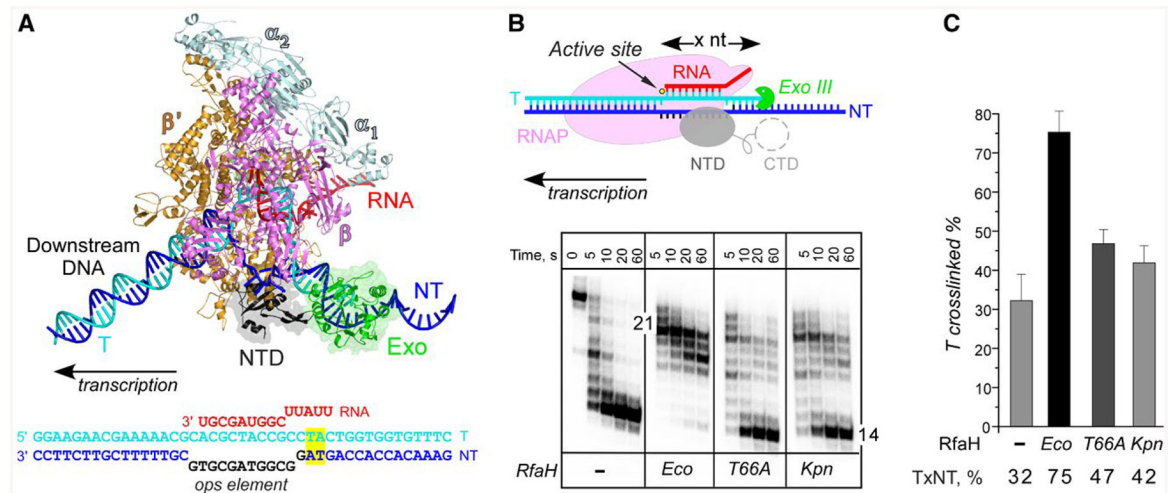 A
α2
β'
α1
RNA
β
Downstream
DNA
NT
T
NTD
Exo
transcription
UUAUU RNA
3' UGCGAUGGC
5' GGAAGAACGAAAAACGCACGCTACCGCCTACTGGTGGTGTTTC T
3' CCTTCTTGCTTTTTGC GATGACCACCACAAAG NT
GTGCGATGGCG
ops element
B
x nt
Active site
RNA
Exo III
T
NT
RNAP
NTD
CTD
transcription
Time, s 0 5 10 20 60 5 10 20 60 5 10 20 60 5 10 20 60
21
14
RfaH – Eco T66A Kpn
C
T crosslinked %
80
70
60
50
40
30
20
10
0
RfaH – Eco T66A Kpn
TxNT, % 32 75 47 42